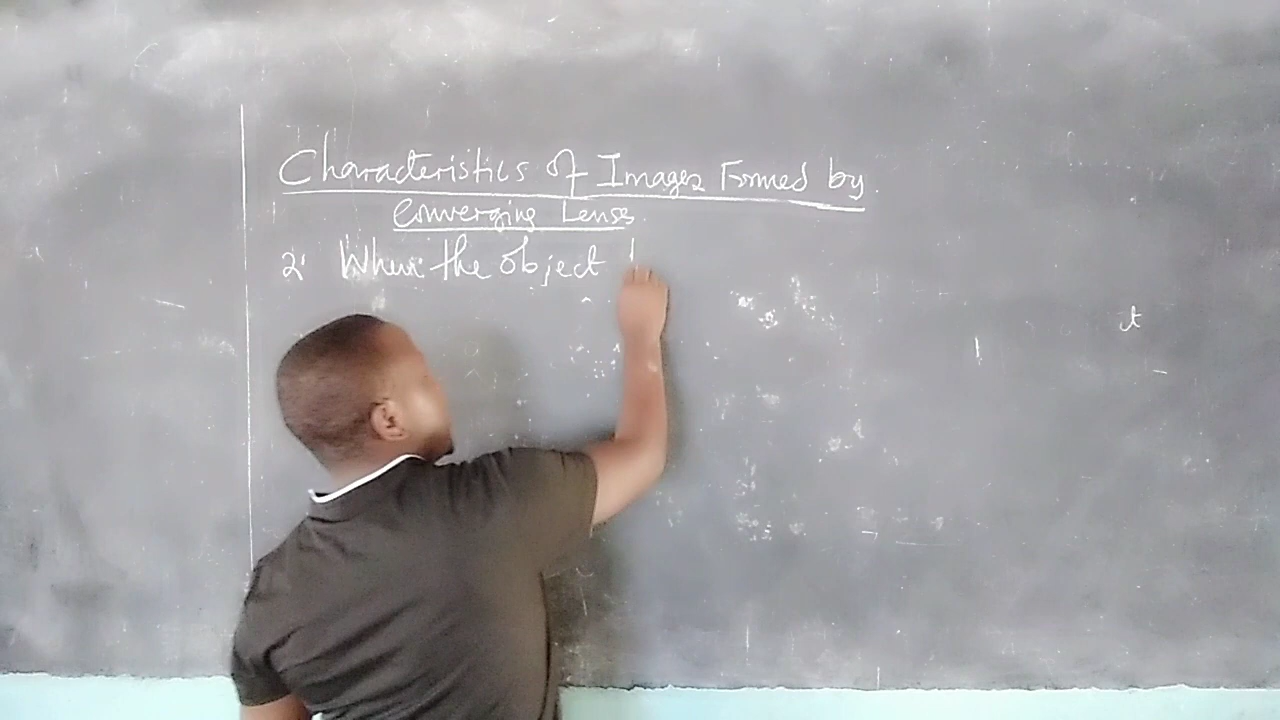 Characteristics of Images Formed by
Converging Lenses
2. When the object
t